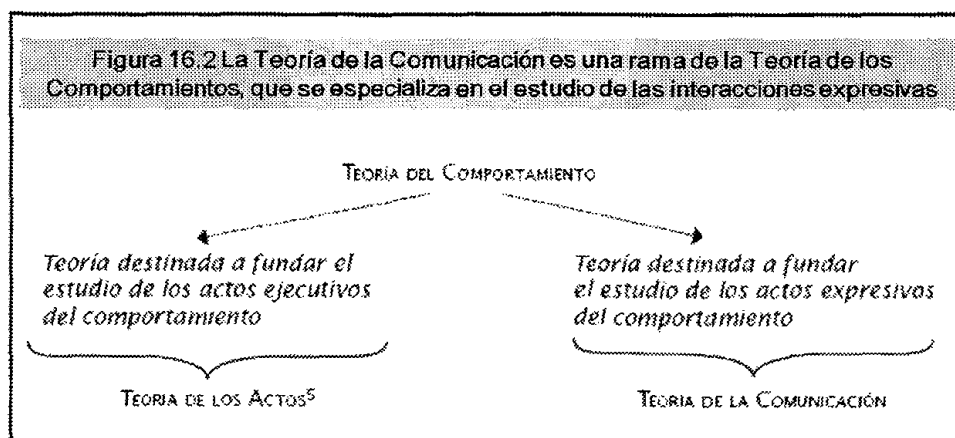 Figura 16.2 La Teoría de la Comunicación es una rama de la Teoría de los
Comportamientos, que se especializa en el estudio de las interacciones expresivas
TEORÍA DEL COMPORTAMIENTO
Teoría destinada a fundar el
estudio de los actos ejecutivos
del comportamiento
Teoría destinada a fundar
el estudio de los actos expresivos
del comportamiento
TEORIA DE LOS ACTOS⁵
TEORIA DE LA COMUNICACIÓN